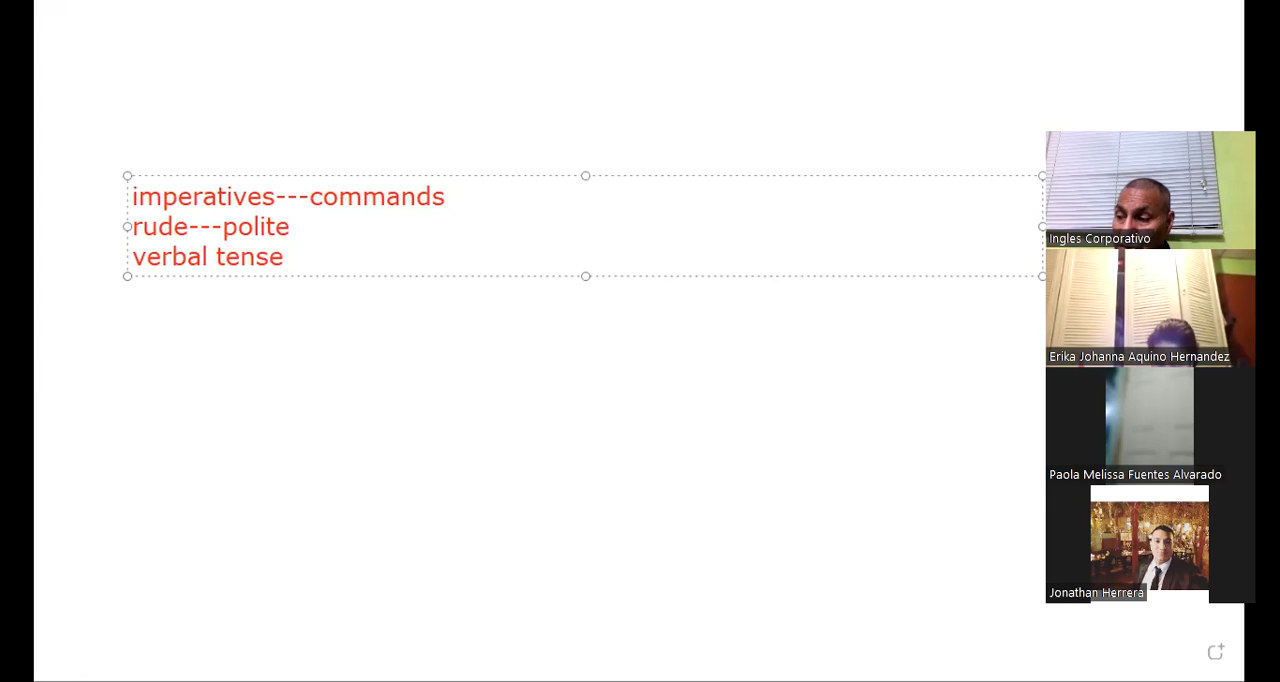 imperatives---commands
rude---polite
verbal tense
Ingles Corporativo
Erika Johanna Aquino Hernandez
Paola Melissa Fuentes Alvarado
Jonathan Herrera